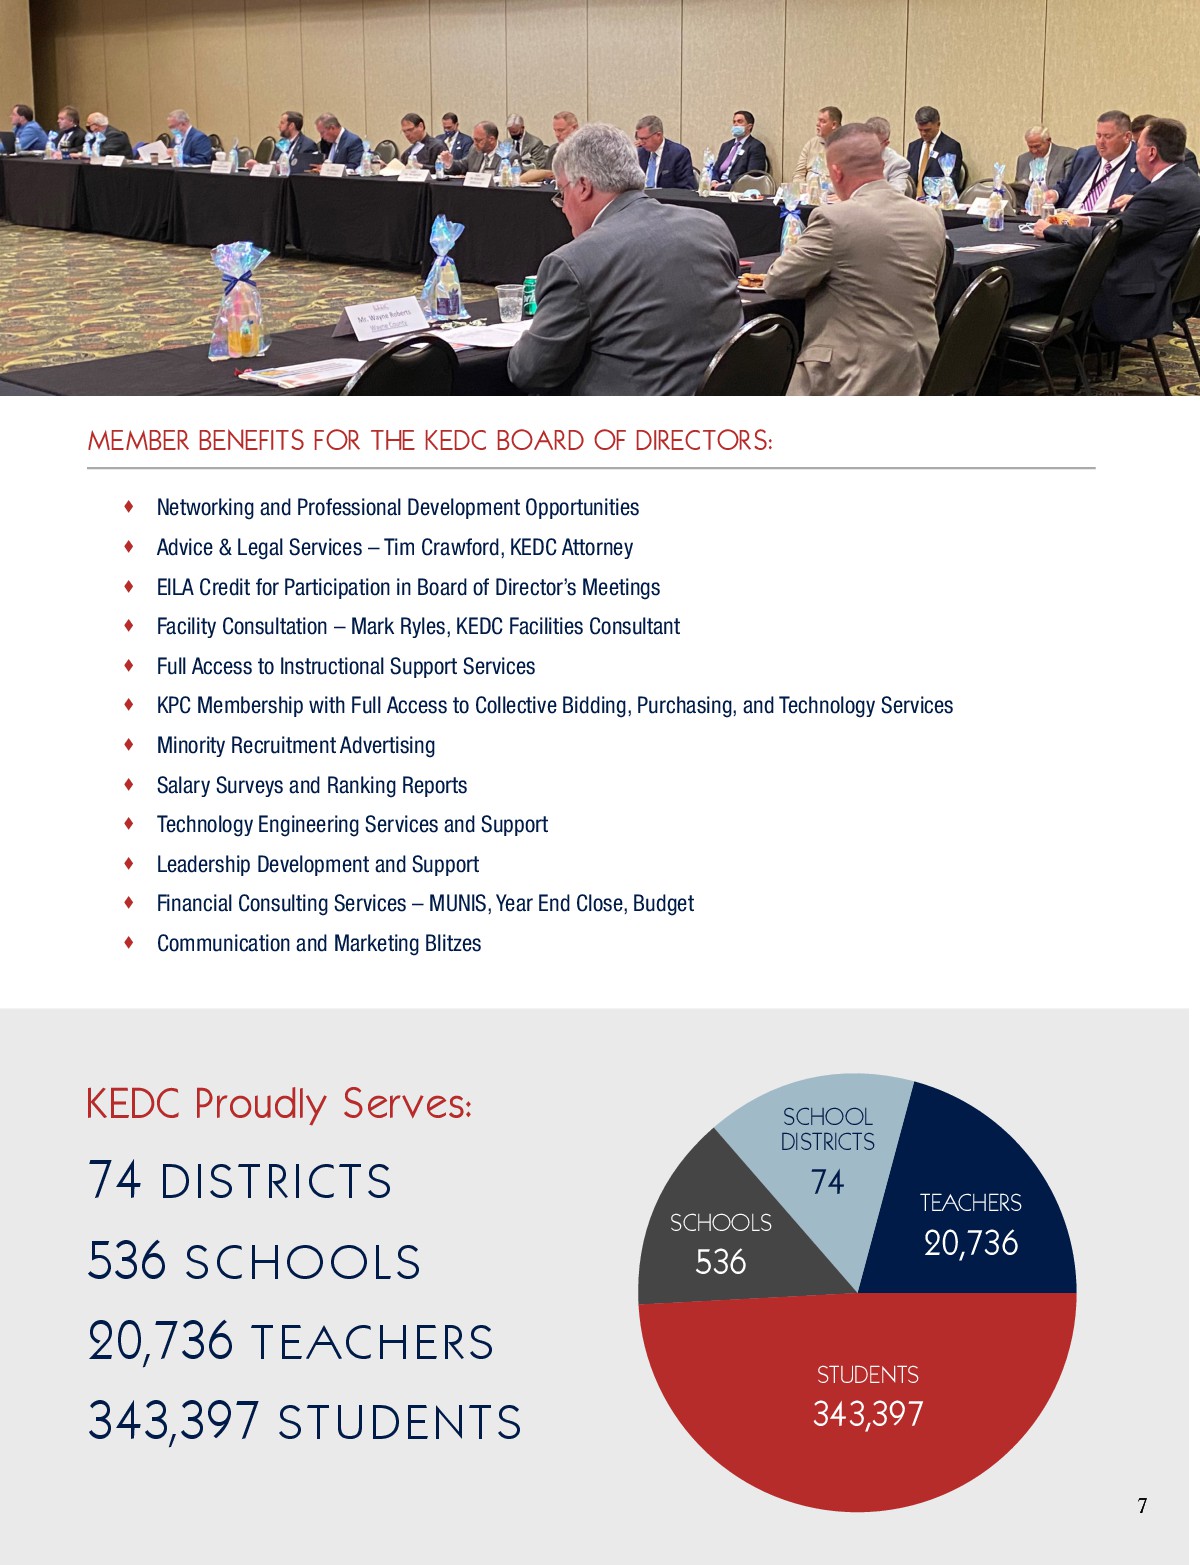 Mr. Wayne Roberts
Wayne County
MEMBER BENEFITS FOR THE KEDC BOARD OF DIRECTORS:
♦ Networking and Professional Development Opportunities
♦ Advice & Legal Services – Tim Crawford, KEDC Attorney
♦ EILA Credit for Participation in Board of Director’s Meetings
♦ Facility Consultation – Mark Ryles, KEDC Facilities Consultant
♦ Full Access to Instructional Support Services
♦ KPC Membership with Full Access to Collective Bidding, Purchasing, and Technology Services
♦ Minority Recruitment Advertising
♦ Salary Surveys and Ranking Reports
♦ Technology Engineering Services and Support
♦ Leadership Development and Support
♦ Financial Consulting Services – MUNIS, Year End Close, Budget
♦ Communication and Marketing Blitzes
KEDC Proudly Serves:
74 DISTRICTS
536 SCHOOLS
20,736 TEACHERS
343,397 STUDENTS
SCHOOL
DISTRICTS
74
TEACHERS
20,736
SCHOOLS
536
STUDENTS
343,397
7